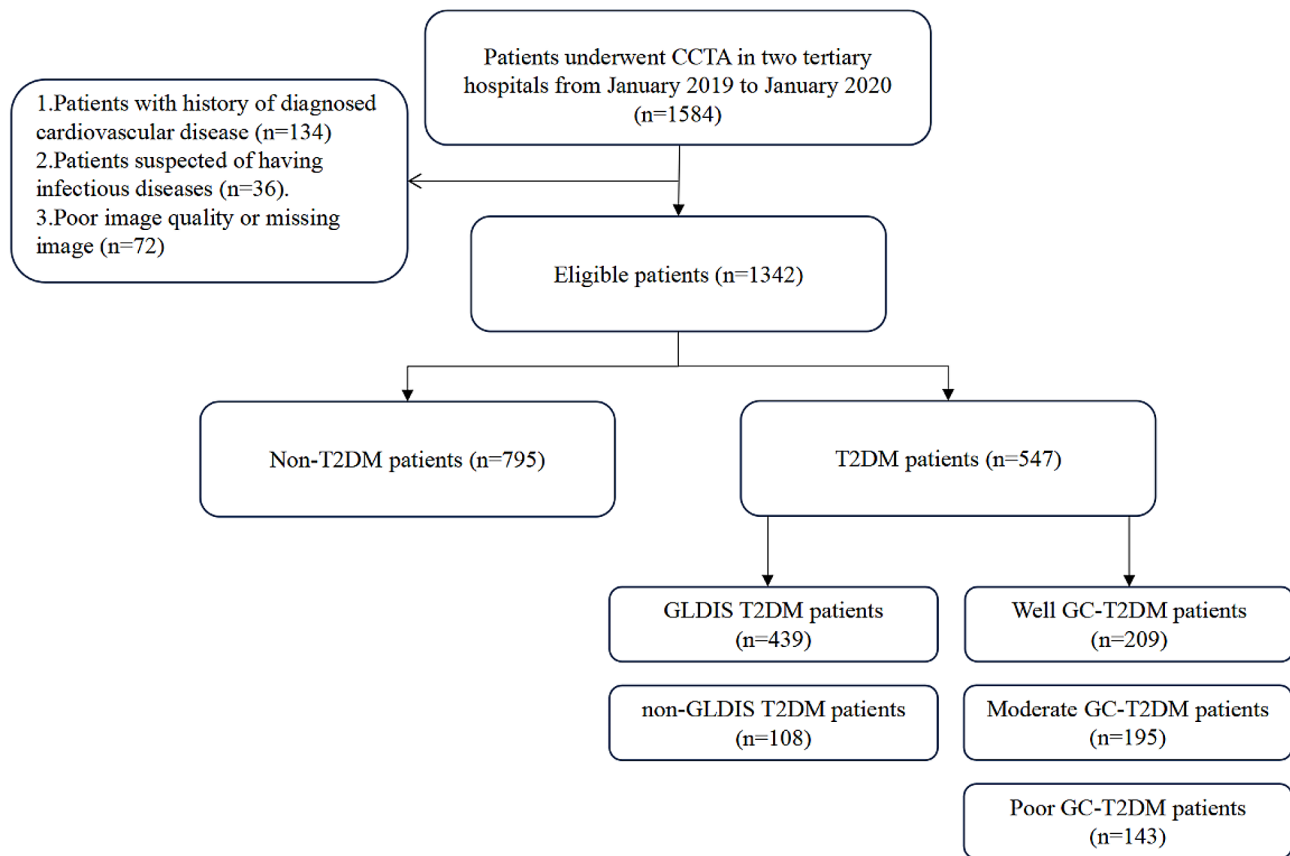 Patients underwent CCTA in two tertiary
hospitals from January 2019 to January 2020
(n=1584)
1.Patients with history of diagnosed
cardiovascular disease (n=134)
2.Patients suspected of having
infectious diseases (n=36).
3.Poor image quality or missing
image (n=72)
Eligible patients (n=1342)
Non-T2DM patients (n=795)
T2DM patients (n=547)
GLDIS T2DM patients
(n=439)
Well GC-T2DM patients
(n=209)
non-GLDIS T2DM patients
(n=108)
Moderate GC-T2DM patients
(n=195)
Poor GC-T2DM patients
(n=143)